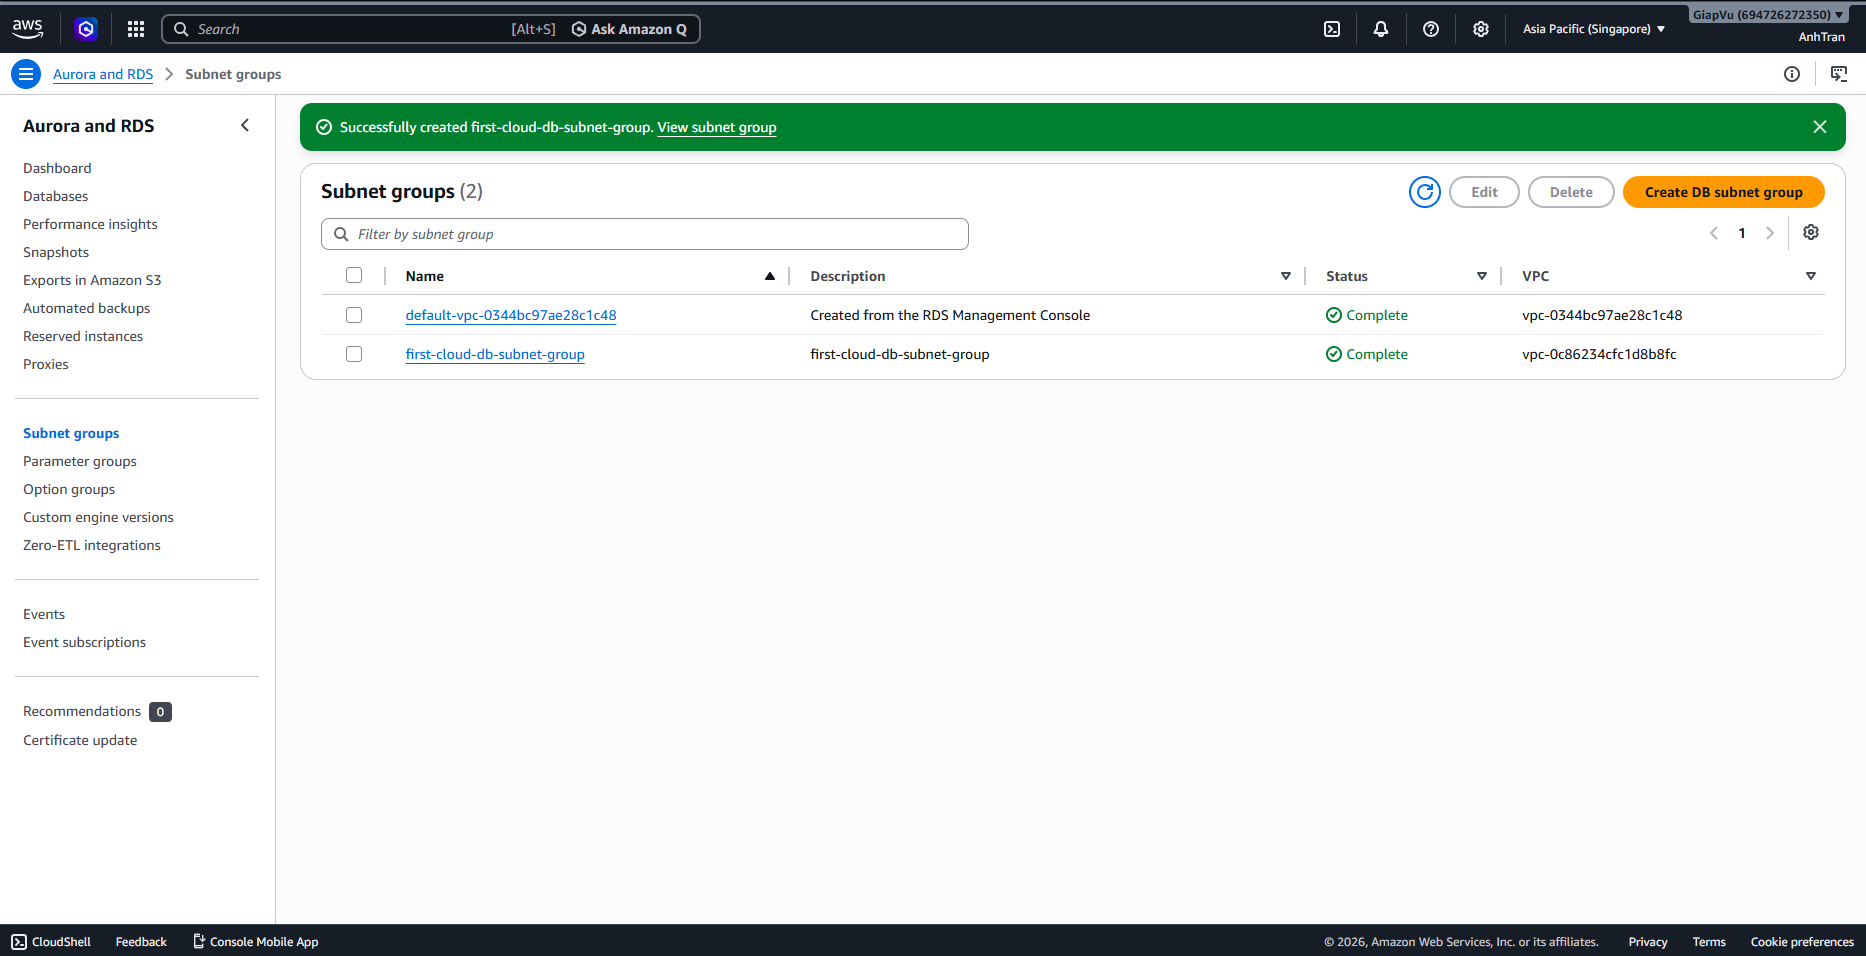 aws
Search [Alt+S] Ask Amazon Q
Asia Pacific (Singapore)
GiapVu (694726272350)
AnhTran
Aurora and RDS > Subnet groups
Aurora and RDS
Dashboard
Databases
Performance insights
Snapshots
Exports in Amazon S3
Automated backups
Reserved instances
Proxies
Subnet groups
Parameter groups
Option groups
Custom engine versions
Zero-ETL integrations
Events
Event subscriptions
Recommendations 0
Certificate update
Successfully created first-cloud-db-subnet-group. View subnet group
Subnet groups (2)
Edit
Delete
Create DB subnet group
Filter by subnet group
1
Name Description Status VPC
default-vpc-0344bc97ae28c1c48 Created from the RDS Management Console Complete vpc-0344bc97ae28c1c48
first-cloud-db-subnet-group first-cloud-db-subnet-group Complete vpc-0c86234cfc1d8b8fc
CloudShell Feedback Console Mobile App © 2026, Amazon Web Services, Inc. or its affiliates. Privacy Terms Cookie preferences